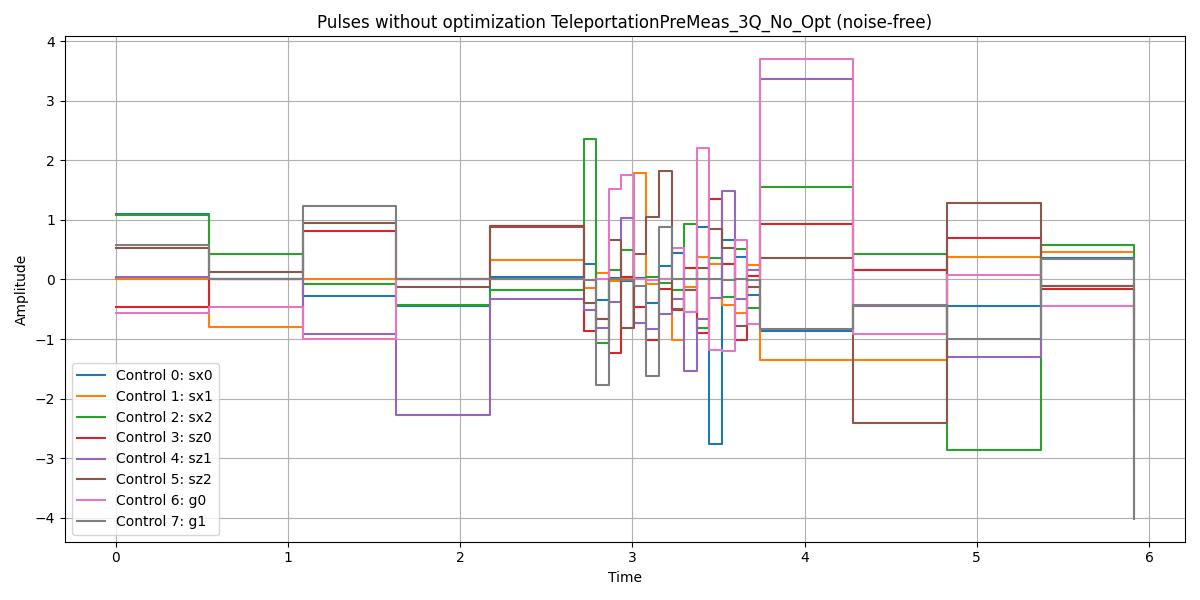 Pulses without optimization TeleportationPreMeas_3Q_No_Opt (noise-free)
Amplitude
4
3
2
1
0
−1
−2
−3
−4
Control 0: sx0
Control 1: sx1
Control 2: sx2
Control 3: sz0
Control 4: sz1
Control 5: sz2
Control 6: g0
Control 7: g1
0 1 2 3 4 5 6
Time